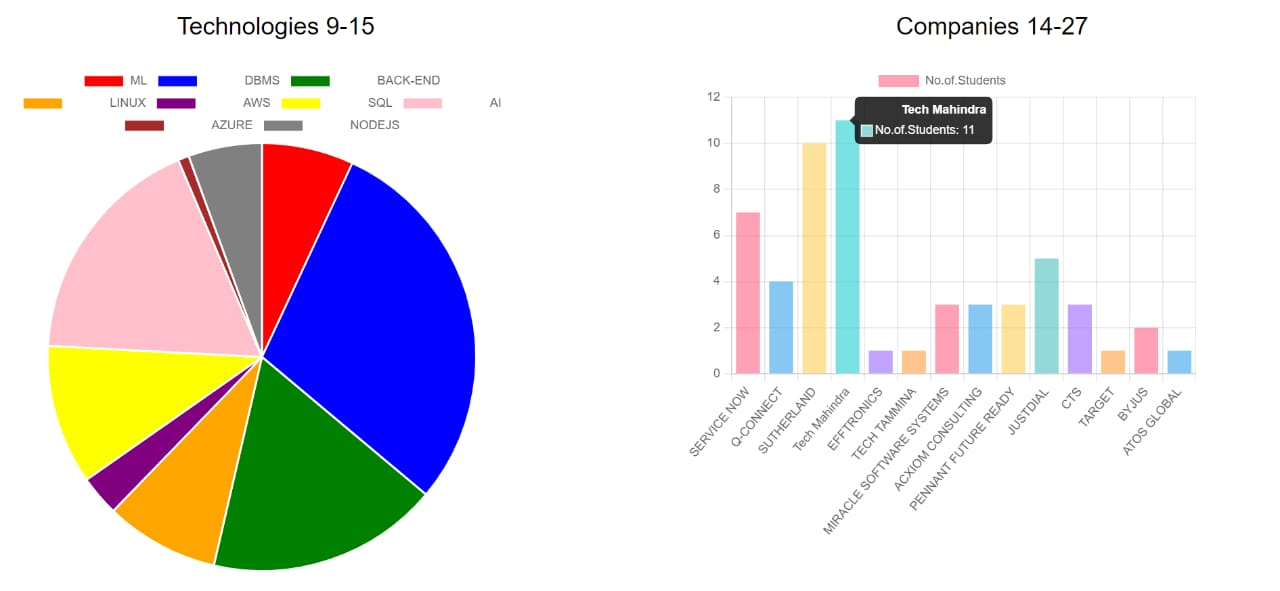 Technologies 9-15
ML DBMS BACK-END
LINUX AWS SQL AI
AZURE NODEJS
Companies 14-27
No.of.Students
12
10
8
6
4
2
0
Tech Mahindra
No.of.Students: 11
SERVICE NOW
Q-CONNECT
SUTHERLAND
Tech Mahindra
EFFTRONICS
TECH TAMMINA
MIRACLE SOFTWARE SYSTEMS
ACXIOM CONSULTING
PENNANT FUTURE READY
JUSTDIAL
CTS
TARGET
BYJUS
ATOS GLOBAL